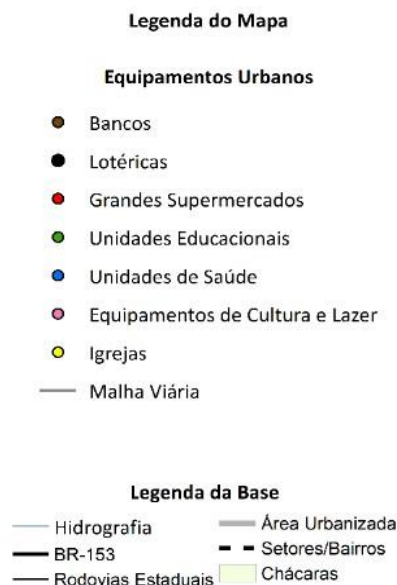 Legenda do Mapa
Equipamentos Urbanos
Bancos
Lotéricas
Grandes Supermercados
Unidades Educacionais
Unidades de Saúde
Equipamentos de Cultura e Lazer
Igrejas
Malha Viária
Legenda da Base
Hidrografia
BR-153
Rodovias Estaduais
Área Urbanizada
Setores/Bairros
Chácaras